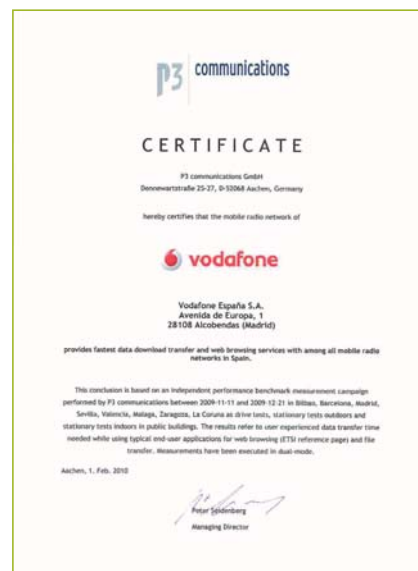 p3 communications
CERTIFICATE
P3 communications GmbH
Dennewartstraße 25-27, D-52068 Aachen, Germany
hereby certifies that the mobile radio network of
vodafone
Vodafone España S.A.
Avenida de Europa, 1
28108 Alcobendas (Madrid)
provides fastest data download transfer and web browsing services with among all mobile radio
networks in Spain.
This conclusion is based on an independent performance benchmark measurement campaign
performed by P3 communications between 2009-11-11 and 2009-12-21 in Bilbao, Barcelona, Madrid,
Sevilla, Valencia, Malaga, Zaragoza, La Coruna as drive tests, stationary tests outdoors and
stationary tests indoors in public buildings. The results refer to user experienced data transfer time
needed while using typical end-user applications for web browsing (ETSI reference page) and file
transfer. Measurements have been executed in dual-mode.
Aachen, 1. Feb. 2010
Peter Seidenberg
Managing Director